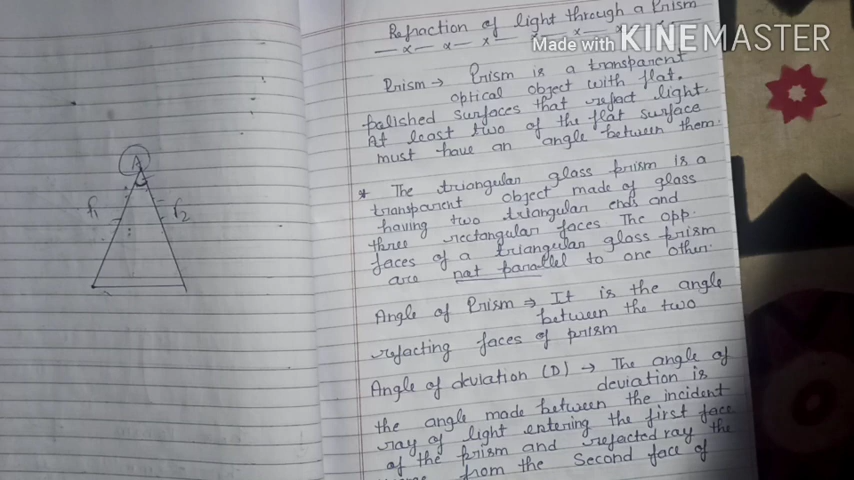 Refraction of light through a Prism
Made with KINEMASTER
Prism → Prism is a transparent
optical object with flat.
polished surfaces that refract light.
At least two of the flat surface
must have an angle between them.
* The triangular glass prism is a
transparent object made of glass
having two triangular ends and
three rectangular faces The opp.
faces of a triangular glass prism
are not parallel to one other.
Angle of Prism ⇒ It is the angle
between the two
refacting faces of prism
Angle of deviation (D) → The angle of
deviation is
the angle made between the incident
ray of light entering the first face
of the prism and refacted ray the
from the Second face of
A
f1
f2